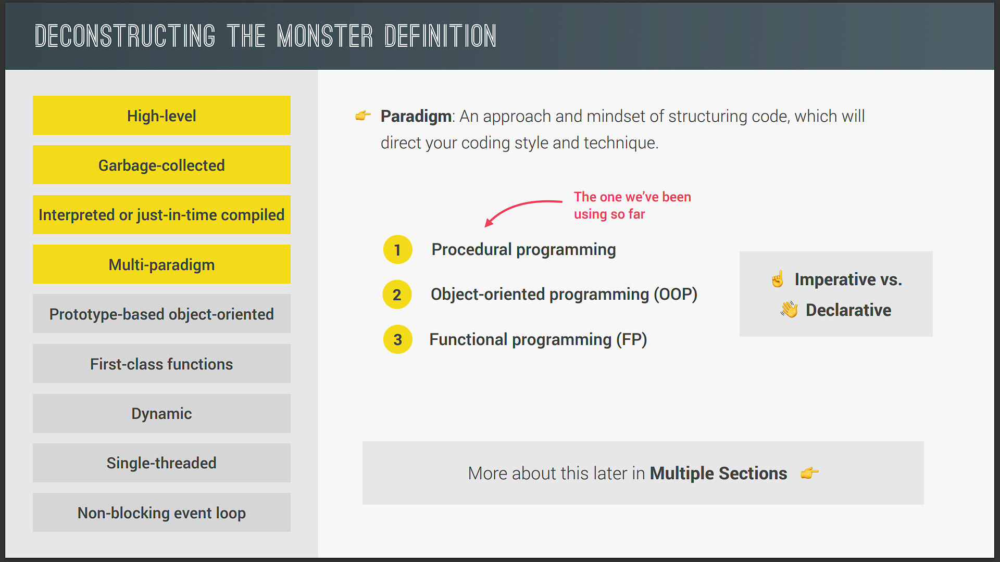 DECONSTRUCTING THE MONSTER DEFINITION
High-level
Garbage-collected
Interpreted or just-in-time compiled
Multi-paradigm
Prototype-based object-oriented
First-class functions
Dynamic
Single-threaded
Non-blocking event loop
👉 Paradigm: An approach and mindset of structuring code, which will
direct your coding style and technique.
The one we’ve been
using so far
1 Procedural programming
2 Object-oriented programming (OOP)
3 Functional programming (FP)
☝️ Imperative vs.
👋 Declarative
More about this later in Multiple Sections 👉